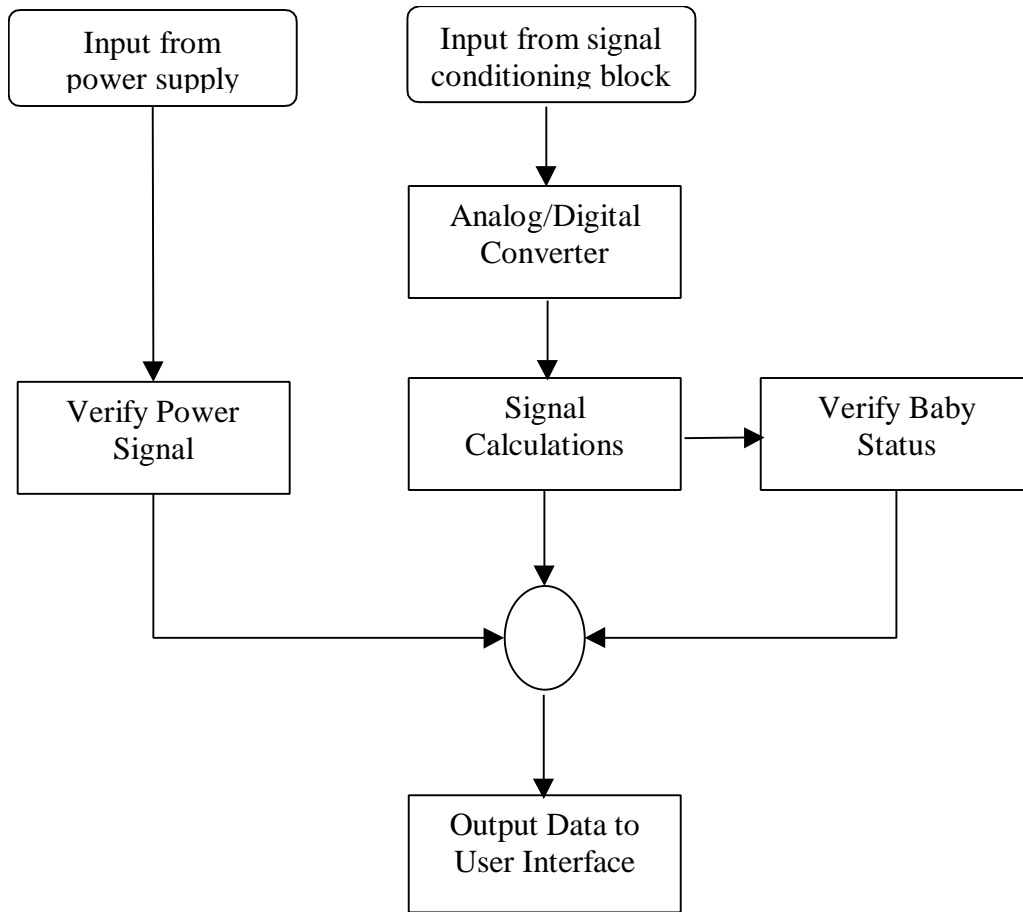 Input from
power supply
Input from signal
conditioning block
Analog/Digital
Converter
Verify Power
Signal
Signal
Calculations
Verify Baby
Status
Output Data to
User Interface